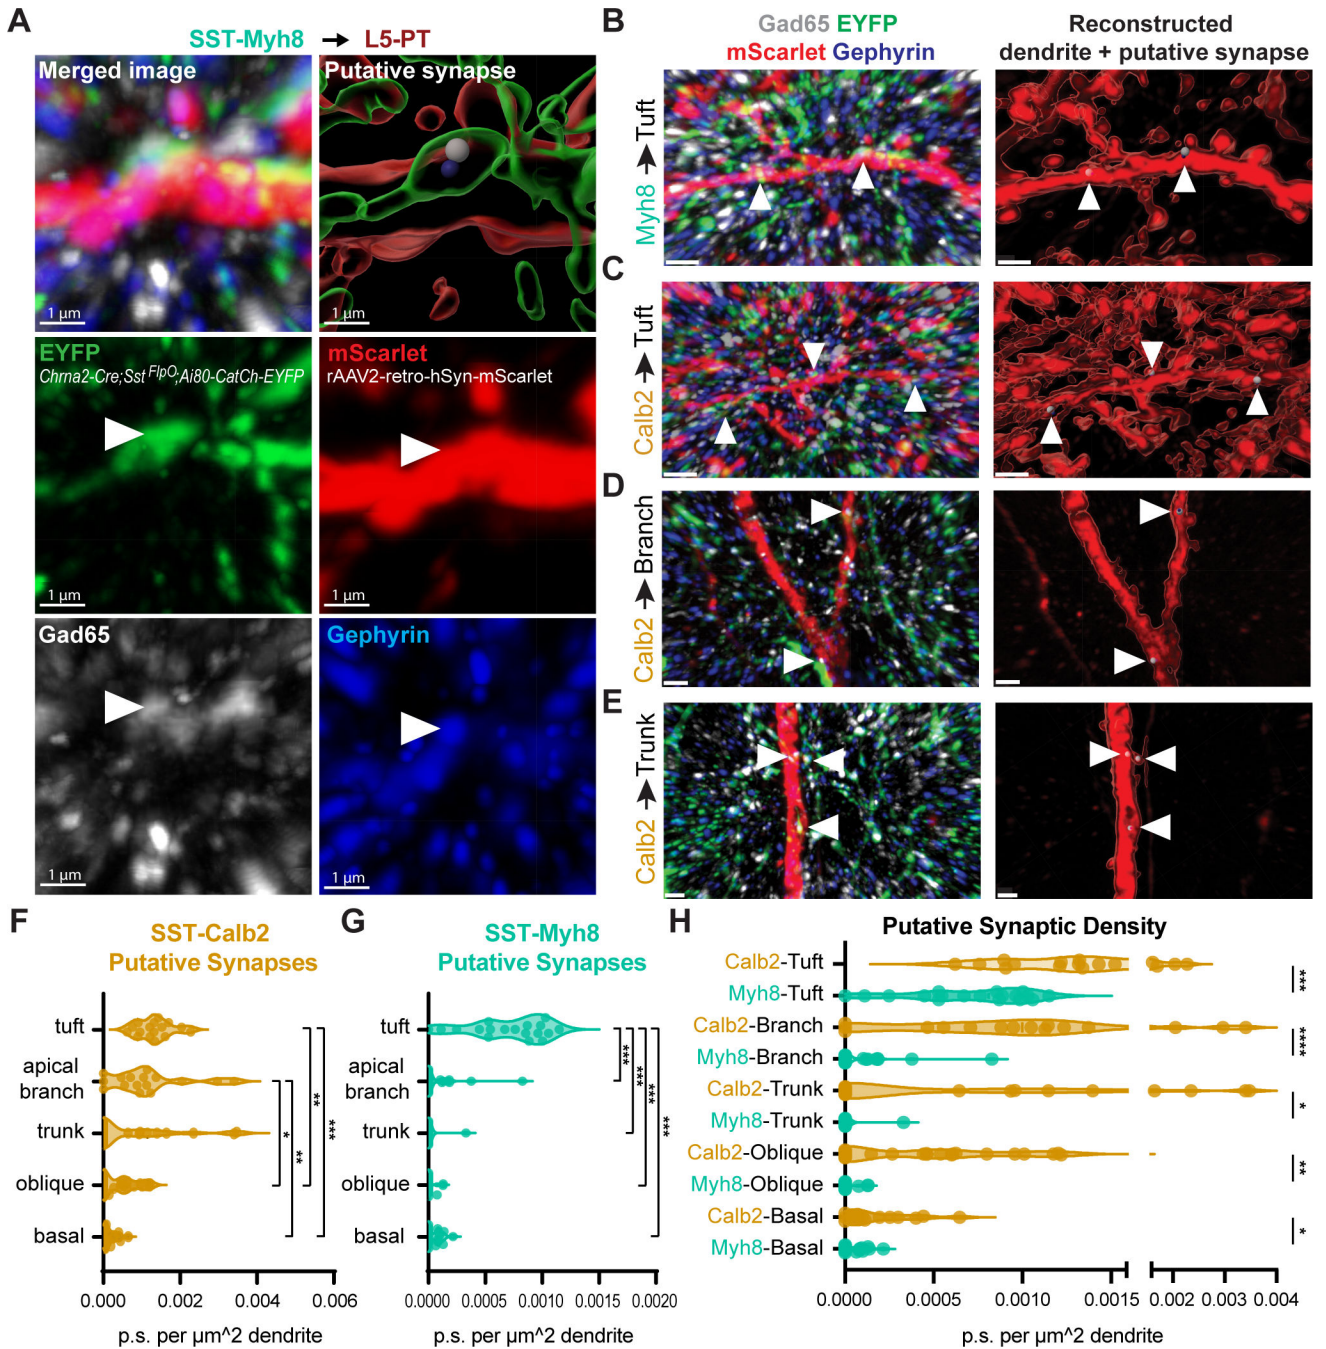 A
SST-Myh8 → L5-PT
Merged image
Putative synapse
1 µm
1 µm
EYFP
Chrna2-Cre;Sst FlpO;Ai80-CatCh-EYFP
mScarlet
rAAV2-retro-hSyn-mScarlet
1 µm
1 µm
Gad65
Gephyrin
1 µm
1 µm
B
Gad65 EYFP
mScarlet Gephyrin
Reconstructed
dendrite + putative synapse
Myh8 → Tuft
C
Calb2 → Tuft
D
Calb2 → Branch
E
Calb2 → Trunk
F
SST-Calb2
Putative Synapses
tuft
apical
branch
trunk
oblique
basal
*
**
**
***
0.000 0.002 0.004 0.006
p.s. per µm^2 dendrite
G
SST-Myh8
Putative Synapses
tuft
apical
branch
trunk
oblique
basal
***
***
***
***
0.0000 0.0005 0.0010 0.0015 0.0020
p.s. per µm^2 dendrite
H
Putative Synaptic Density
Calb2-Tuft
Myh8-Tuft
Calb2-Branch
Myh8-Branch
Calb2-Trunk
Myh8-Trunk
Calb2-Oblique
Myh8-Oblique
Calb2-Basal
Myh8-Basal
***
****
*
**
*
0.0000 0.0005 0.0010 0.0015 0.002 0.003 0.004
p.s. per µm^2 dendrite